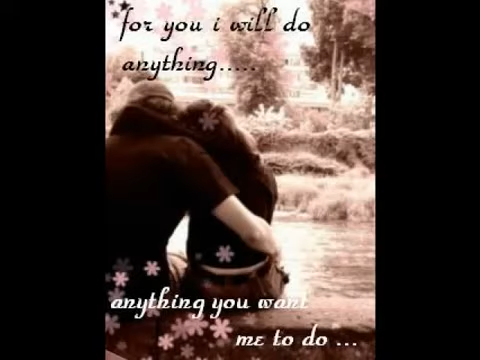 for you i will do
anything.....
anything you want
me to do ...